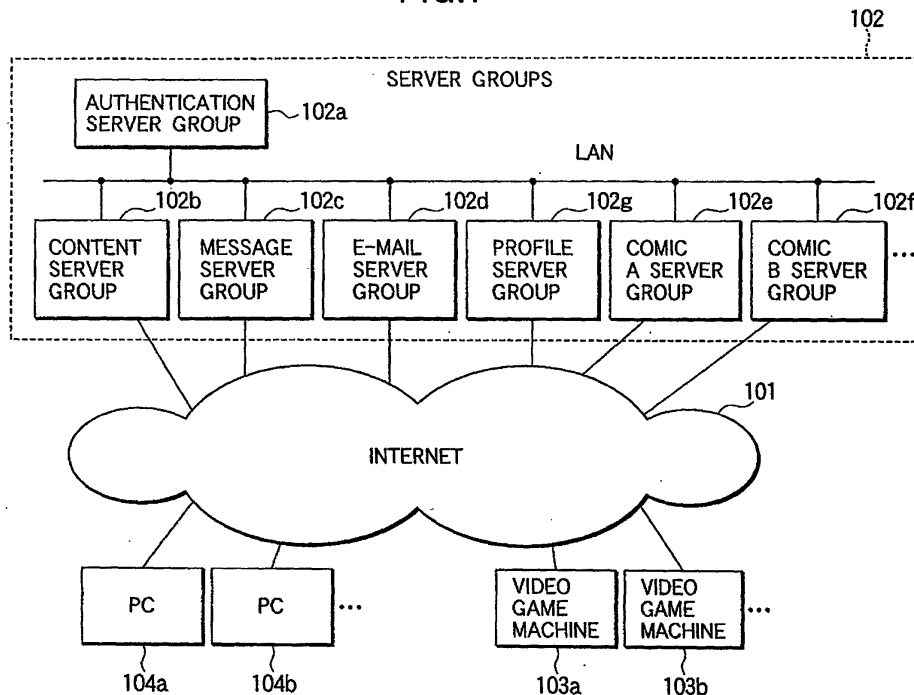 102
SERVER GROUPS
AUTHENTICATION
SERVER GROUP
102a
LAN
102b
102c
102d
102g
102e
102f
CONTENT
SERVER
GROUP
MESSAGE
SERVER
GROUP
E-MAIL
SERVER
GROUP
PROFILE
SERVER
GROUP
COMIC
A SERVER
GROUP
COMIC
B SERVER
GROUP
...
101
INTERNET
PC
PC
...
VIDEO
GAME
MACHINE
VIDEO
GAME
MACHINE
...
104a
104b
103a
103b